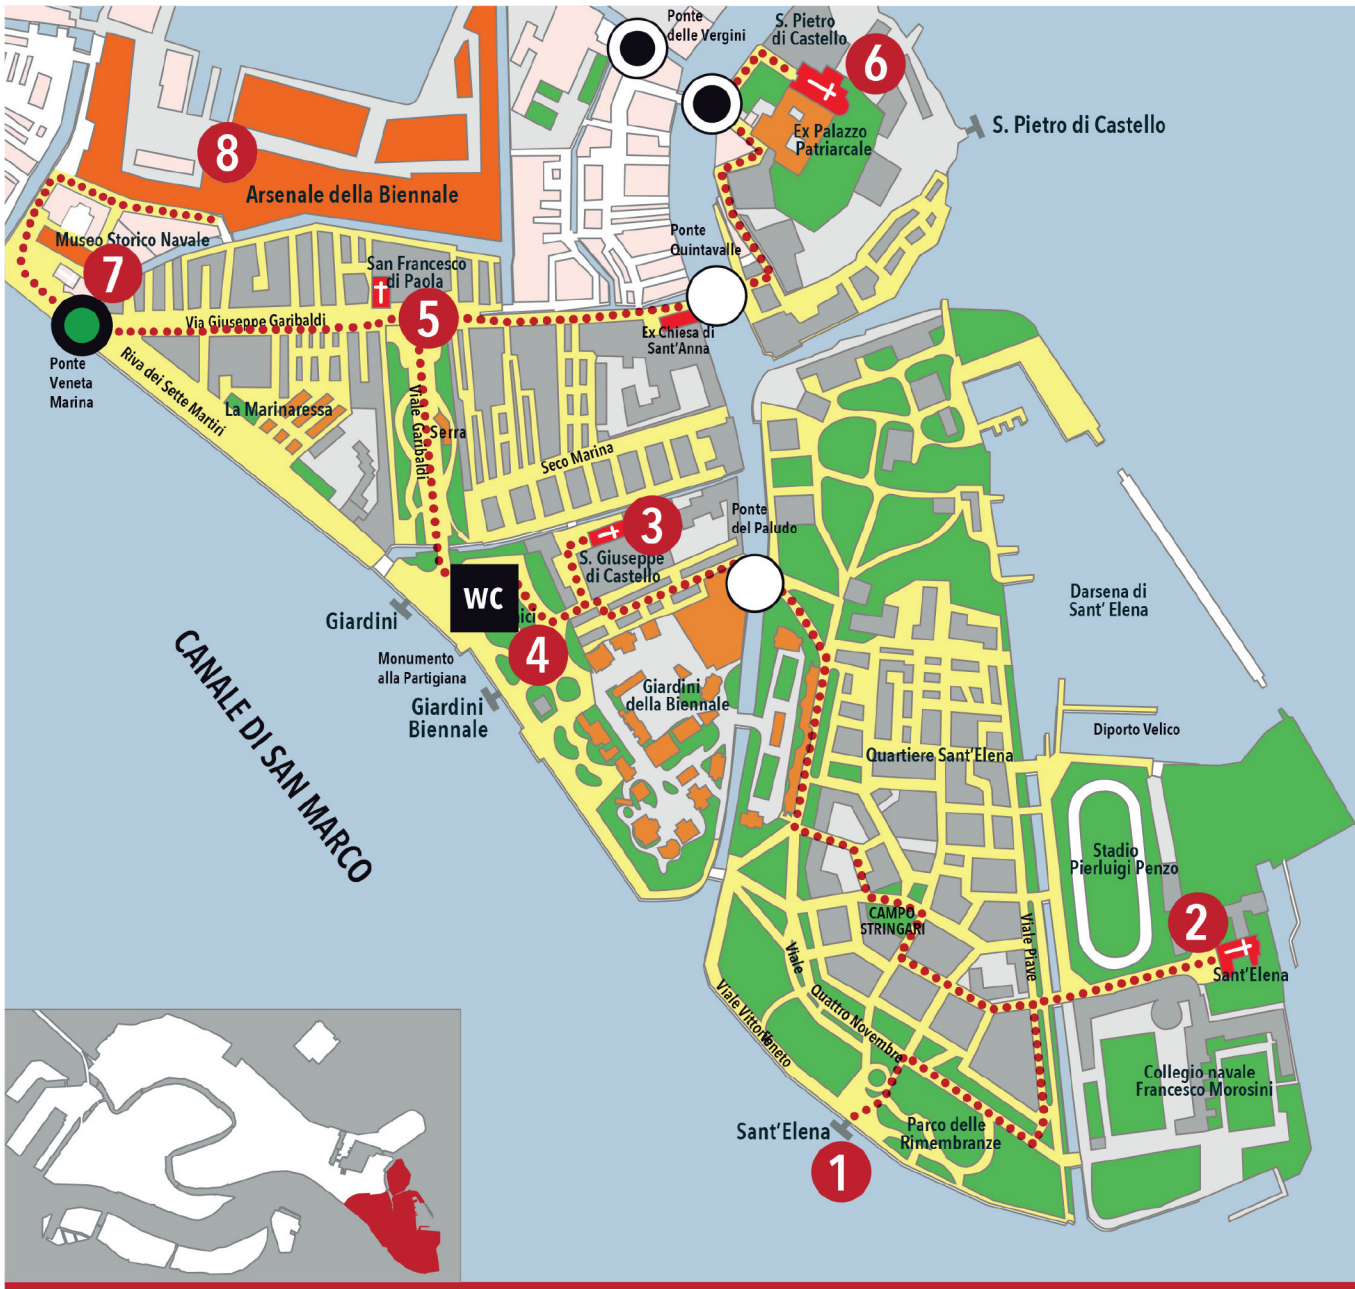 Ponte
delle Vergini
S. Pietro
di Castello
6
S. Pietro di Castello
Ex Palazzo
Patriarcale
8
Arsenale della Biennale
Museo Storico Navale
7
San Francesco
di Paola
Ponte
Quintavalle
5
Via Giuseppe Garibaldi
Ex Chiesa di
Sant'Anna
Ponte
Veneta
Marina
Riva dei Sette Martiri
La Marinaressa
Viale Garibaldi
Serra
Seco Marina
3
Ponte
del Paludo
S. Giuseppe
di Castello
WC
4
Giardini
Monumento
alla Partigiana
Giardini
Biennale
Giardini
della Biennale
CANALE DI SAN MARCO
Darsena di
Sant' Elena
Diporto Velico
Quartiere Sant'Elena
Stadio
Pierluigi Penzo
CAMPO
STRINGARI
2
Sant'Elena
Viale Piave
Viale
Quattro Novembre
Viale Vittorio
Veneto
Collegio navale
Francesco Morosini
Sant'Elena
1
Parco delle
Rimembranze